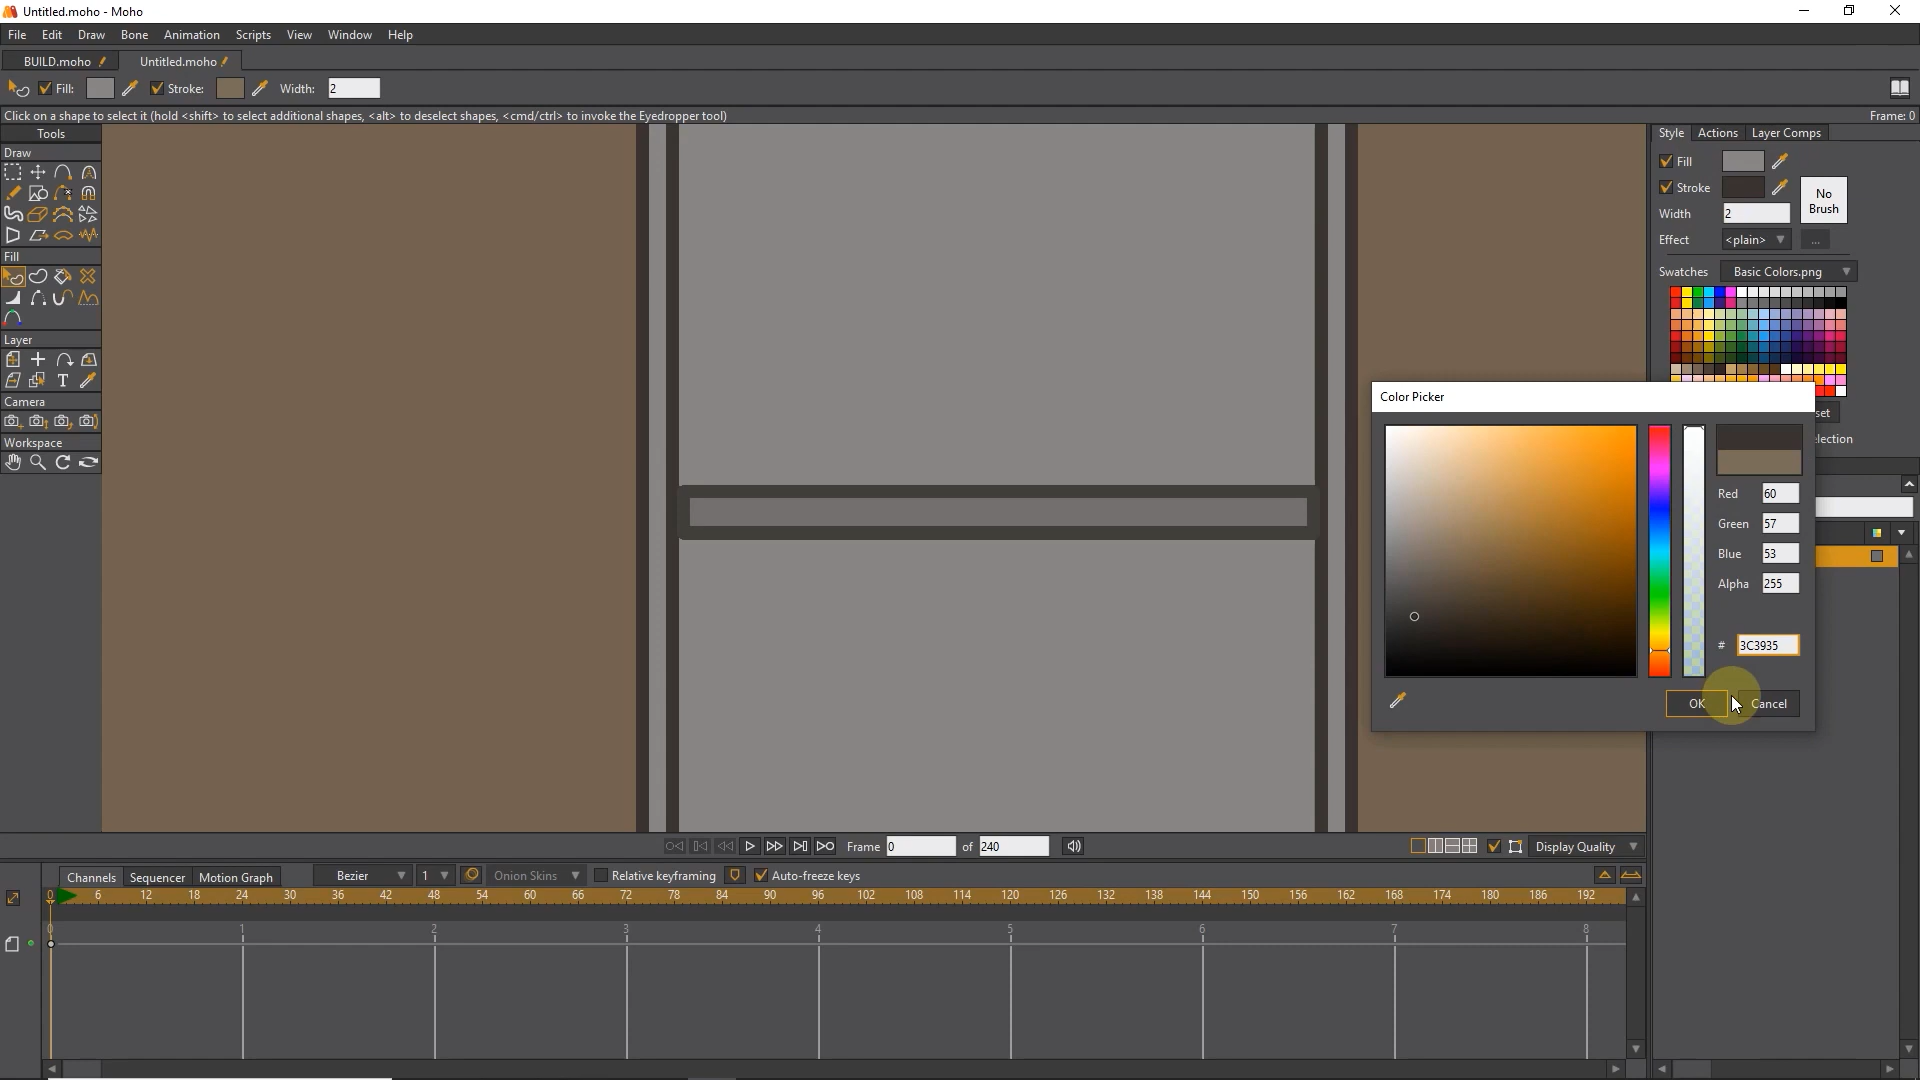 Untitled.moho - Moho
File Edit Draw Bone Animation Scripts View Window Help
BUILD.moho Untitled.moho
Fill: Stroke: Width: 2
Click on a shape to select it (hold <shift> to select additional shapes, <alt> to deselect shapes, <cmd/ctrl> to invoke the Eyedropper tool) Frame: 0
Tools
Draw
Fill
Layer
Camera
Workspace
Style Actions Layer Comps
Fill
Stroke
No
Brush
Width 2
Effect <plain> ...
Swatches Basic Colors.png
set
election
Color Picker
Red 60
Green 57
Blue 53
Alpha 255
# 3C3935
OK Cancel
Frame 0 of 240 Display Quality
Channels Sequencer Motion Graph Bezier 1 Onion Skins Relative keyframing Auto-freeze keys
0 6 12 18 24 30 36 42 48 54 60 66 72 78 84 90 96 102 108 114 120 126 132 138 144 150 156 162 168 174 180 186 192
0 1 2 3 4 5 6 7 8